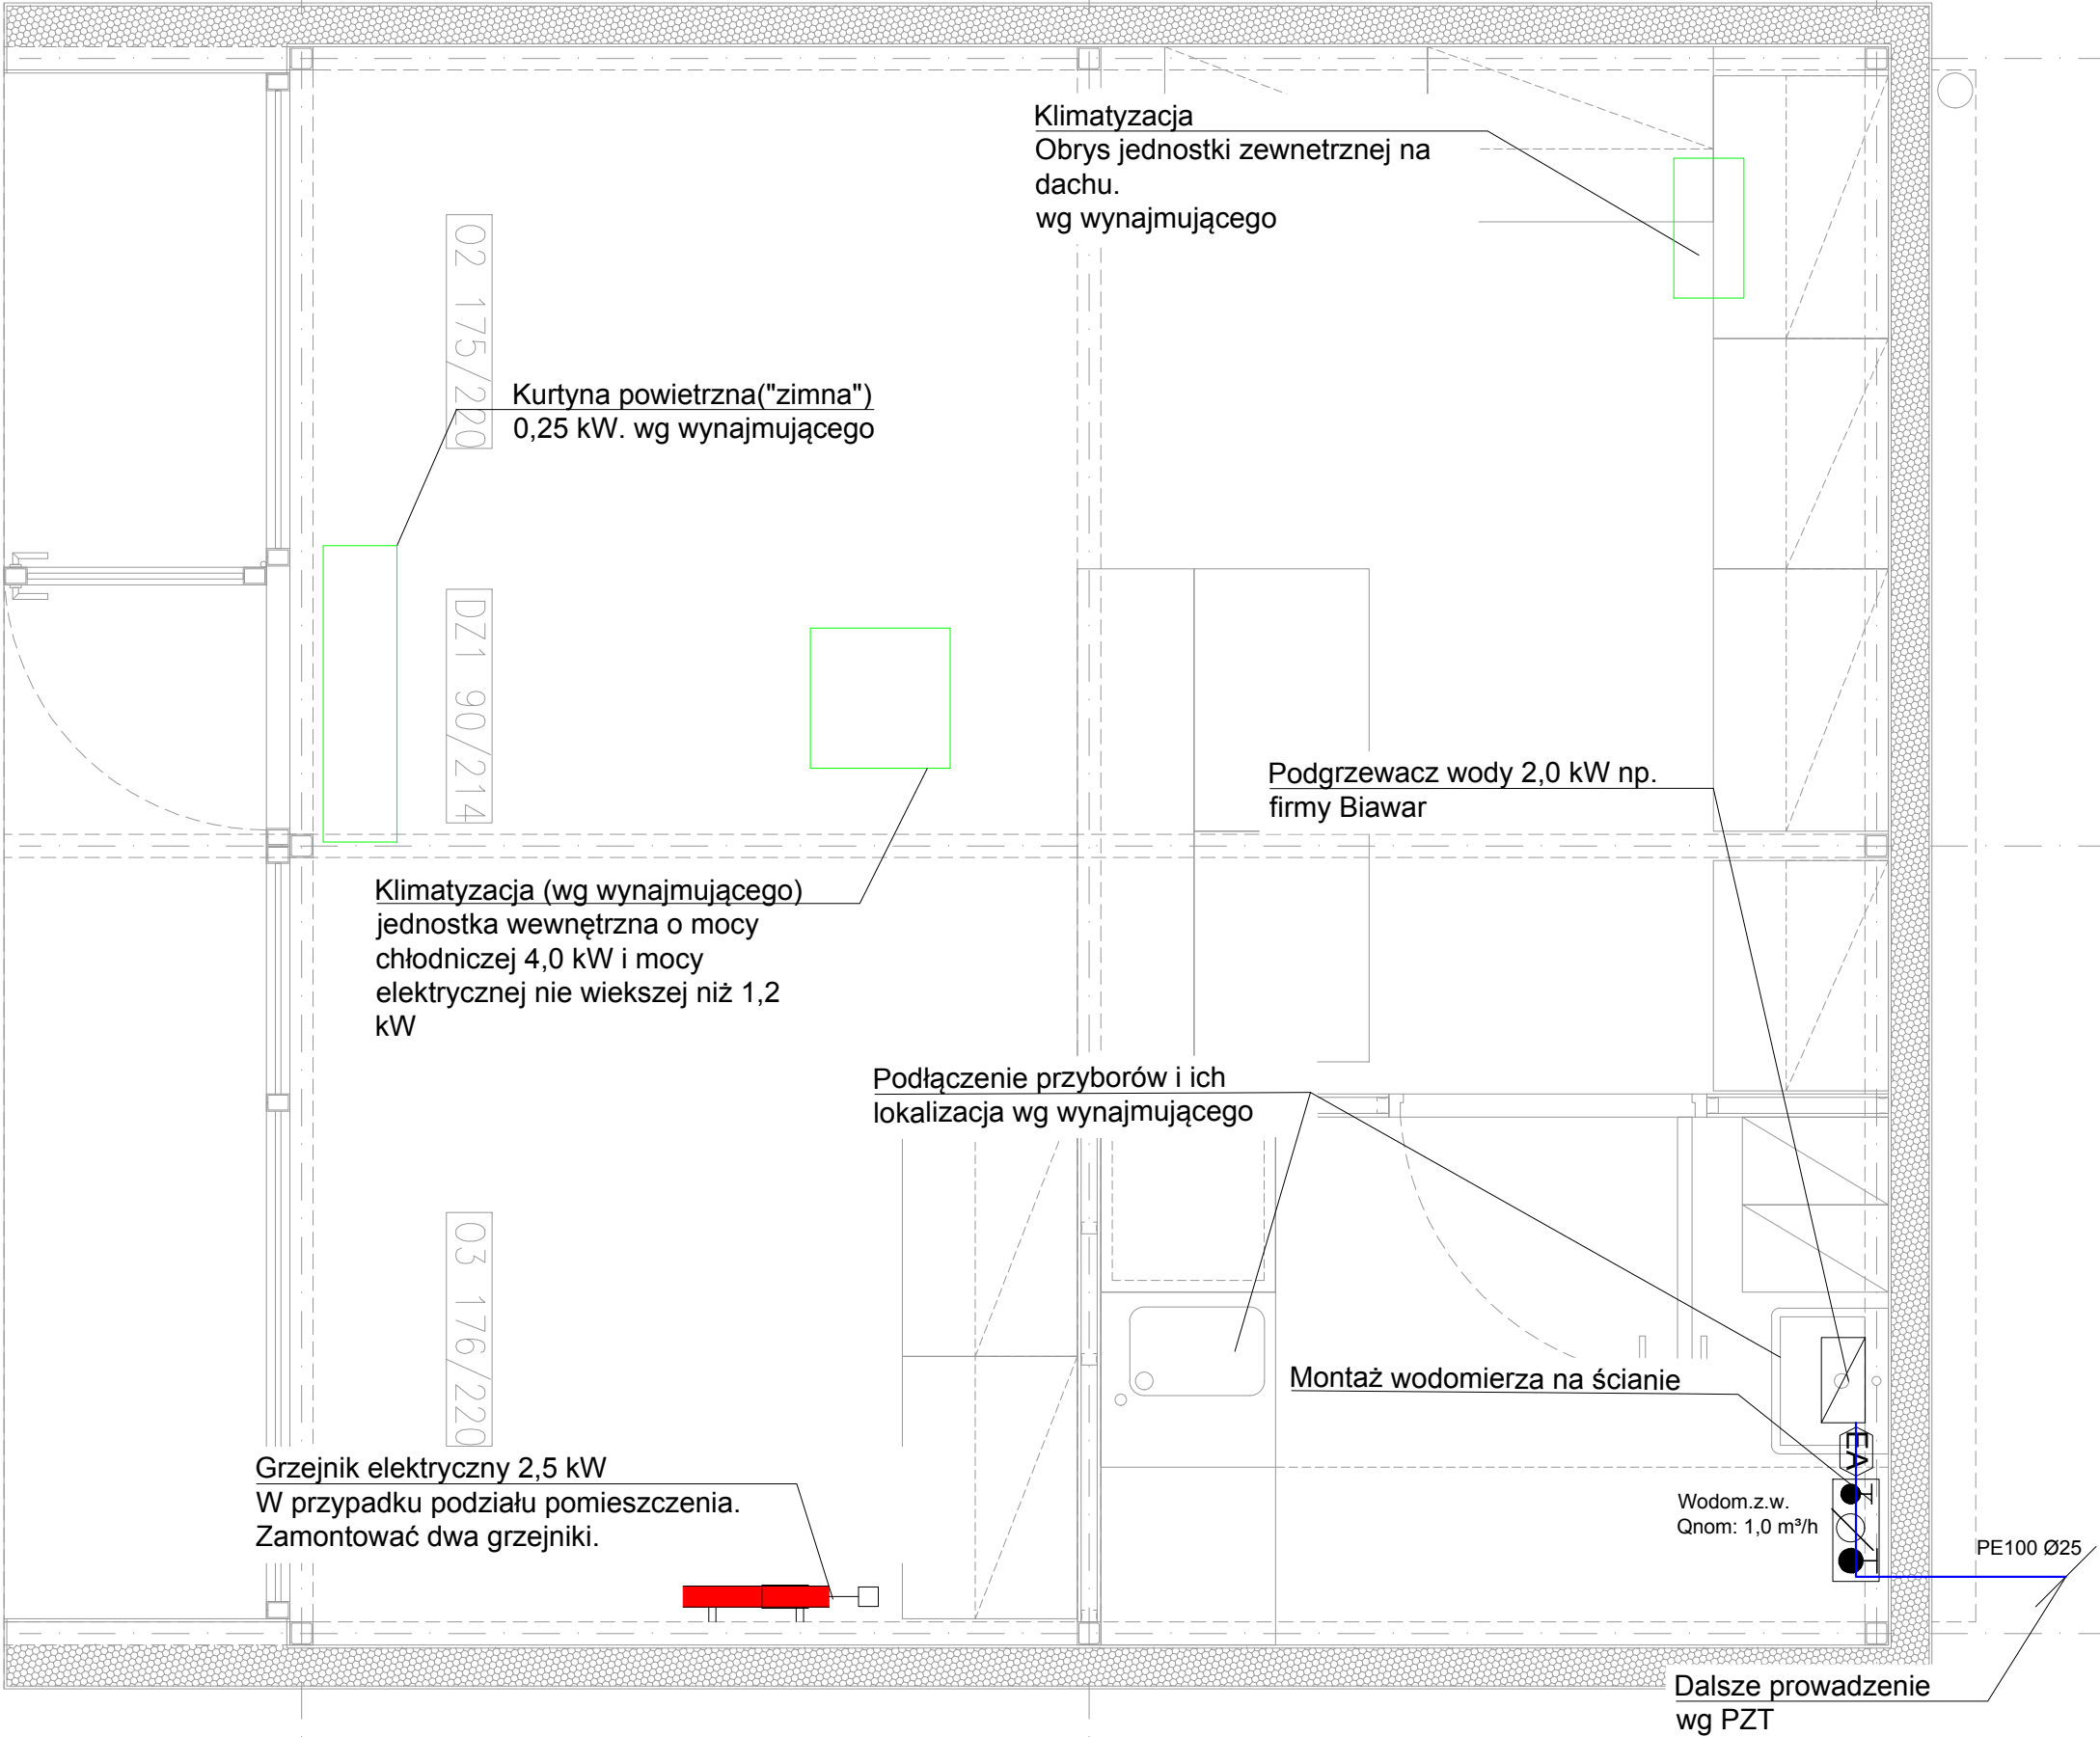 Klimatyzacja
Obrys jednostki zewnetrznej na
dachu.
wg wynajmującego
02 175/220
Kurtyna powietrzna("zimna")
0,25 kW. wg wynajmującego
DZ1 90/214
Podgrzewacz wody 2,0 kW np.
firmy Biawar
Klimatyzacja (wg wynajmującego)
jednostka wewnętrzna o mocy
chłodniczej 4,0 kW i mocy
elektrycznej nie wiekszej niż 1,2
kW
Podłączenie przyborów i ich
lokalizacja wg wynajmującego
03 176/220
Montaż wodomierza na ścianie
EA
Grzejnik elektryczny 2,5 kW
W przypadku podziału pomieszczenia.
Zamontować dwa grzejniki.
Wodom.z.w.
Qnom: 1,0 m³/h
PE100 Ø25
Dalsze prowadzenie
wg PZT